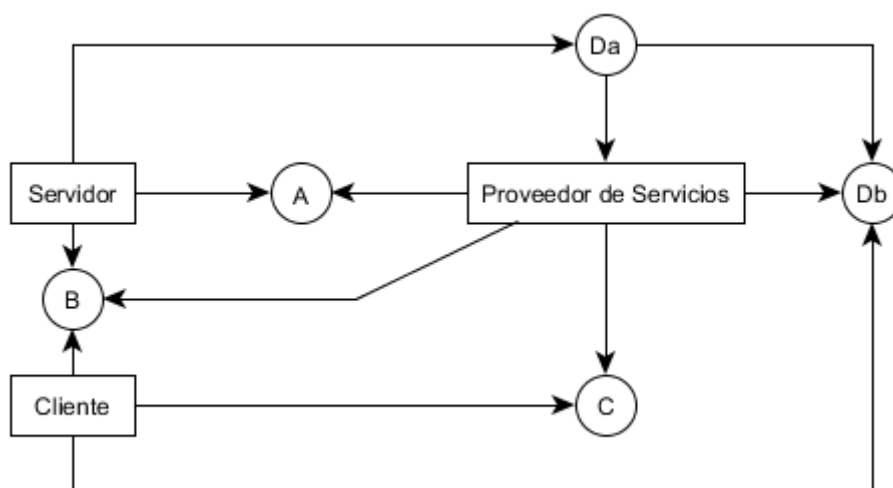 Da
Servidor
A
Proveedor de Servicios
Db
B
Cliente
C